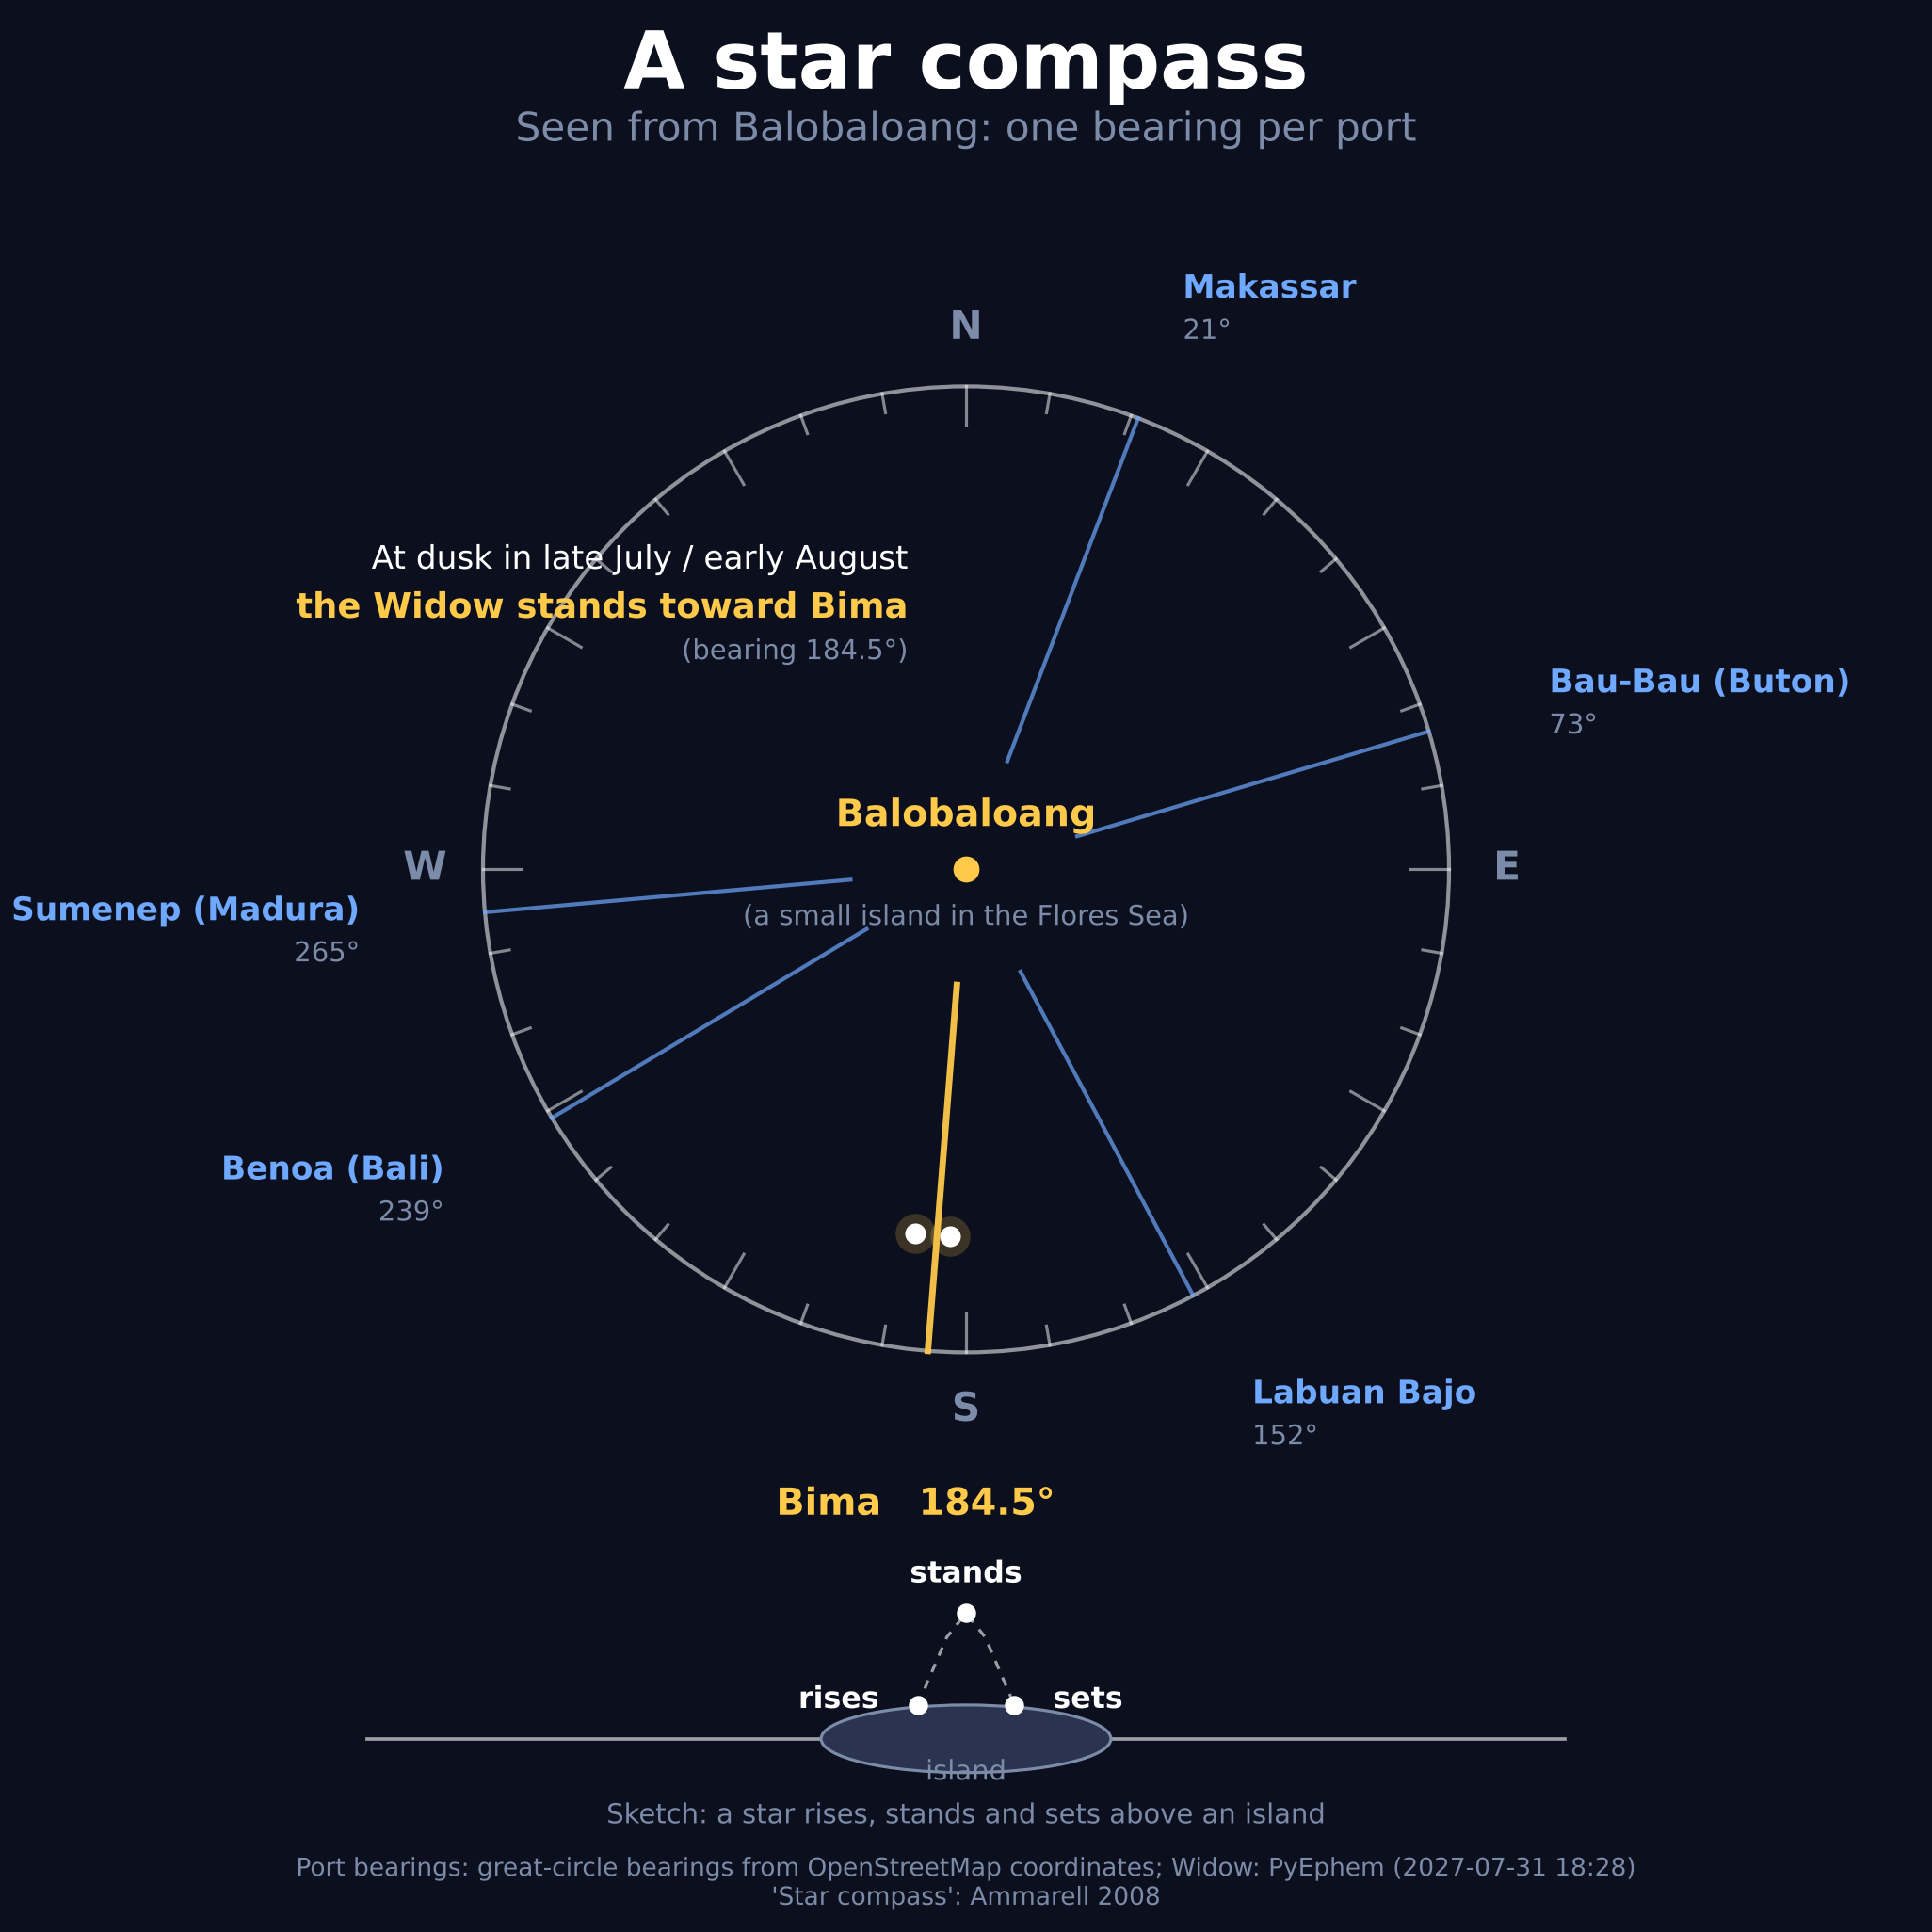 A star compass
Seen from Balobaloang: one bearing per port
Makassar
21°
N
At dusk in late July / early August
the Widow stands toward Bima
(bearing 184.5°)
Bau-Bau (Buton)
73°
Balobaloang
W
E
(a small island in the Flores Sea)
Sumenep (Madura)
265°
Benoa (Bali)
239°
Labuan Bajo
152°
S
Bima 184.5°
stands
rises
sets
island
Sketch: a star rises, stands and sets above an island
Port bearings: great-circle bearings from OpenStreetMap coordinates; Widow: PyEphem (2027-07-31 18:28)
'Star compass': Ammarell 2008